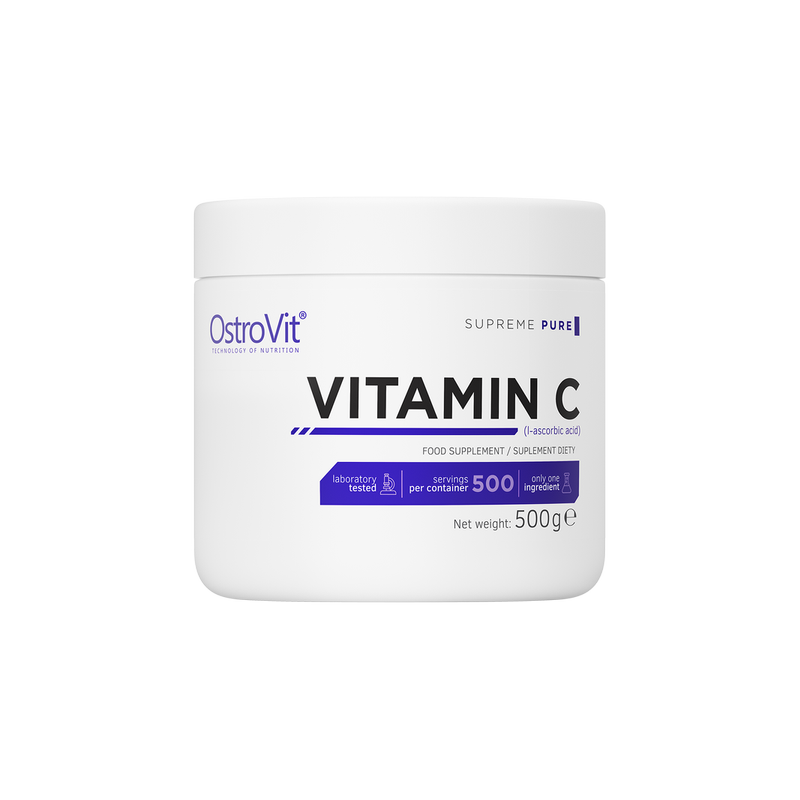 OstroVit®
TECHNOLOGY OF NUTRITION
SUPREME PURE
VITAMIN C
(l-ascorbic acid)
FOOD SUPPLEMENT / SUPLEMENT DIETY
laboratory tested
servings per container 500
only one ingredient
Net weight: 500g℮